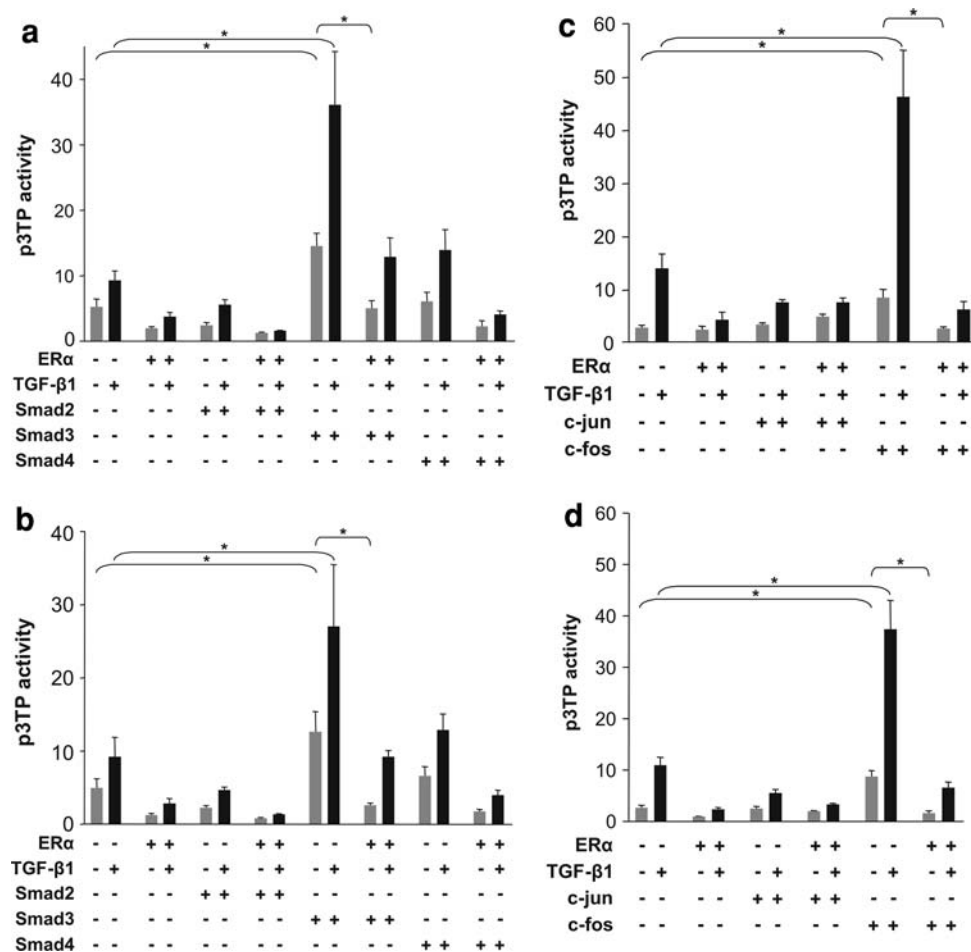 a
*
*
*
p3TP activity
40
30
20
10
0
ERα - - + + - - + + - - + + - - + +
TGF-β1 - + - + - + - + - + - + - + - +
Smad2 - - - - + + + + - - - - - - - -
Smad3 - - - - - - - - + + + + - - - -
Smad4 - - - - - - - - - - - - + + + +
b
*
*
*
p3TP activity
40
30
20
10
0
ERα - - + + - - + + - - + + - - + +
TGF-β1 - + - + - + - + - + - + - + - +
Smad2 - - - - + + + + - - - - - - - -
Smad3 - - - - - - - - + + + + - - - -
Smad4 - - - - - - - - - - - - + + + +
c
*
*
*
p3TP activity
60
50
40
30
20
10
0
ERα - - + + - - + + - - + +
TGF-β1 - + - + - + - + - + - +
c-jun - - - - + + + + - - - -
c-fos - - - - - - - - + + + +
d
*
*
*
p3TP activity
60
50
40
30
20
10
0
ERα - - + + - - + + - - + +
TGF-β1 - + - + - + - + - + - +
c-jun - - - - + + + + - - - -
c-fos - - - - - - - - + + + +